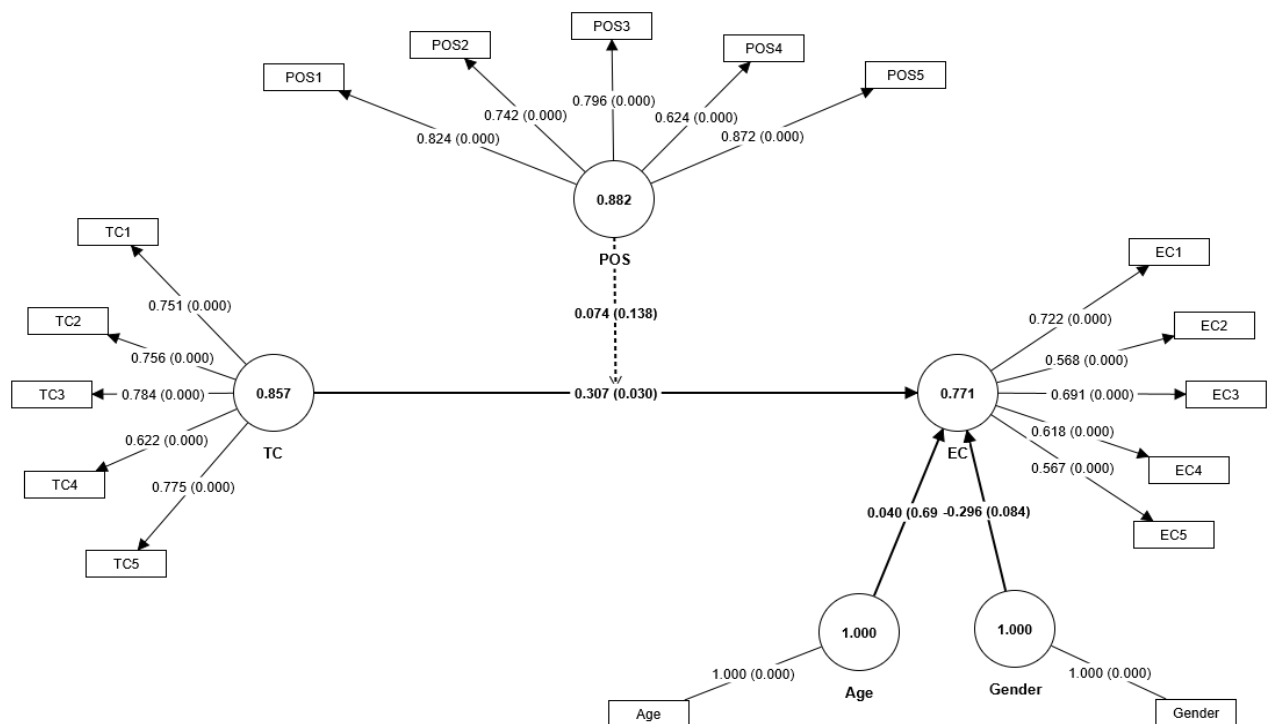 POS3
POS2
POS4
POS1
POS5
0.796 (0.000)
0.742 (0.000)
0.624 (0.000)
0.824 (0.000)
0.872 (0.000)
0.882
POS
TC1
EC1
0.751 (0.000)
0.074 (0.138)
0.722 (0.000)
TC2
EC2
0.756 (0.000)
0.568 (0.000)
TC3
0.784 (0.000)
0.857
0.307 (0.030)
0.771
0.691 (0.000)
EC3
0.622 (0.000)
0.618 (0.000)
TC
EC
TC4
0.775 (0.000)
0.567 (0.000)
EC4
0.040 (0.69
-0.296 (0.084)
TC5
EC5
1.000
1.000
1.000 (0.000)
1.000 (0.000)
Age
Gender
Age
Gender